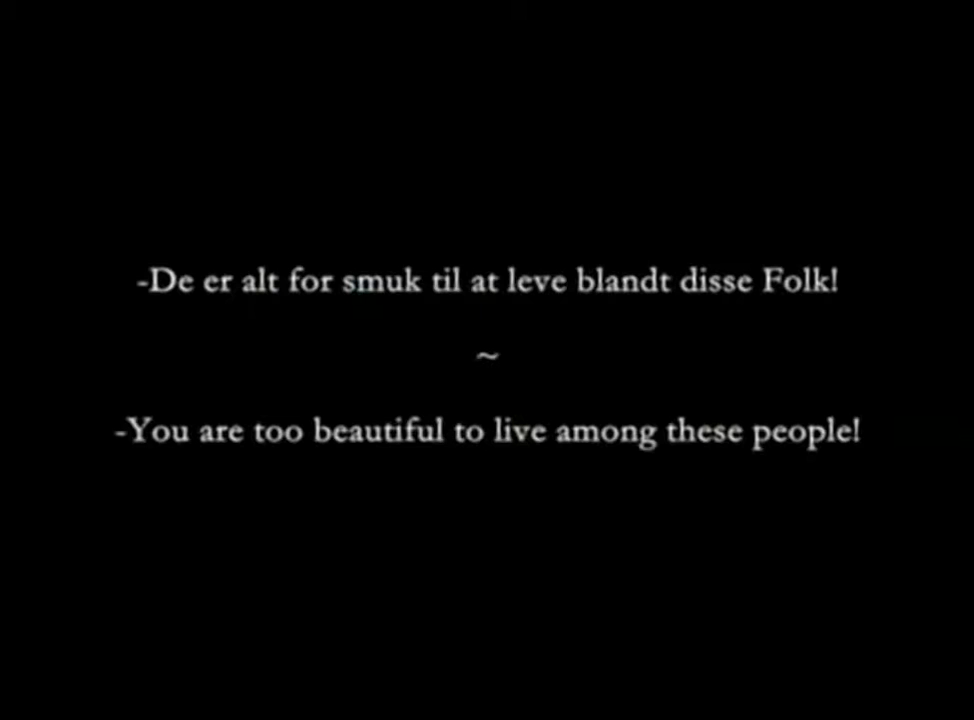 -De er alt for smuk til at leve blandt disse Folk!
~
-You are too beautiful to live among these people!